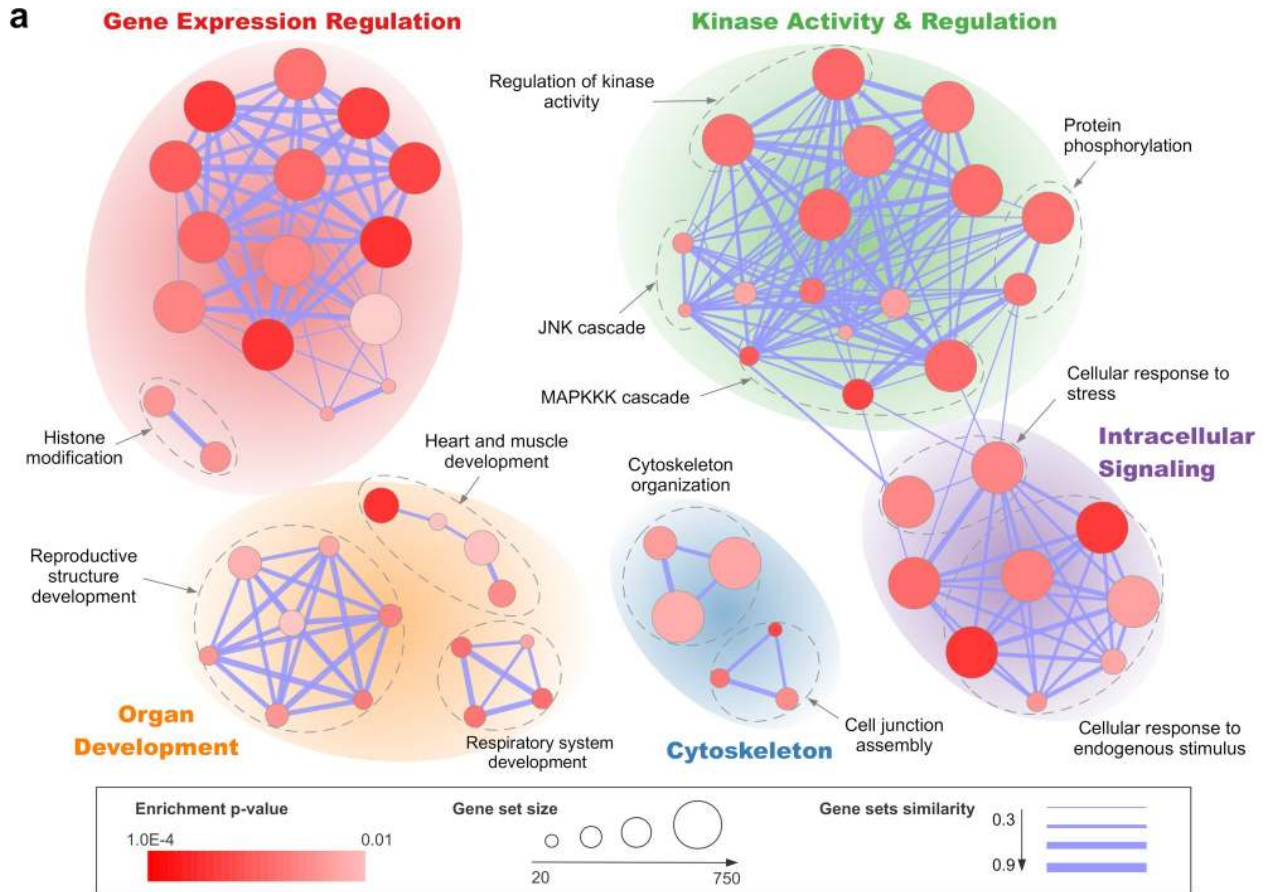 a
Gene Expression Regulation
Kinase Activity & Regulation
Regulation of kinase
activity
Protein
phosphorylation
JNK cascade
MAPKKK cascade
Cellular response to
stress
Intracellular
Signaling
Histone
modification
Heart and muscle
development
Cytoskeleton
organization
Reproductive
structure
development
Organ
Development
Respiratory system
development
Cytoskeleton
Cell junction
assembly
Cellular response to
endogenous stimulus
Enrichment p-value
1.0E-4
0.01
Gene set size
20
750
Gene sets similarity
0.3
0.9